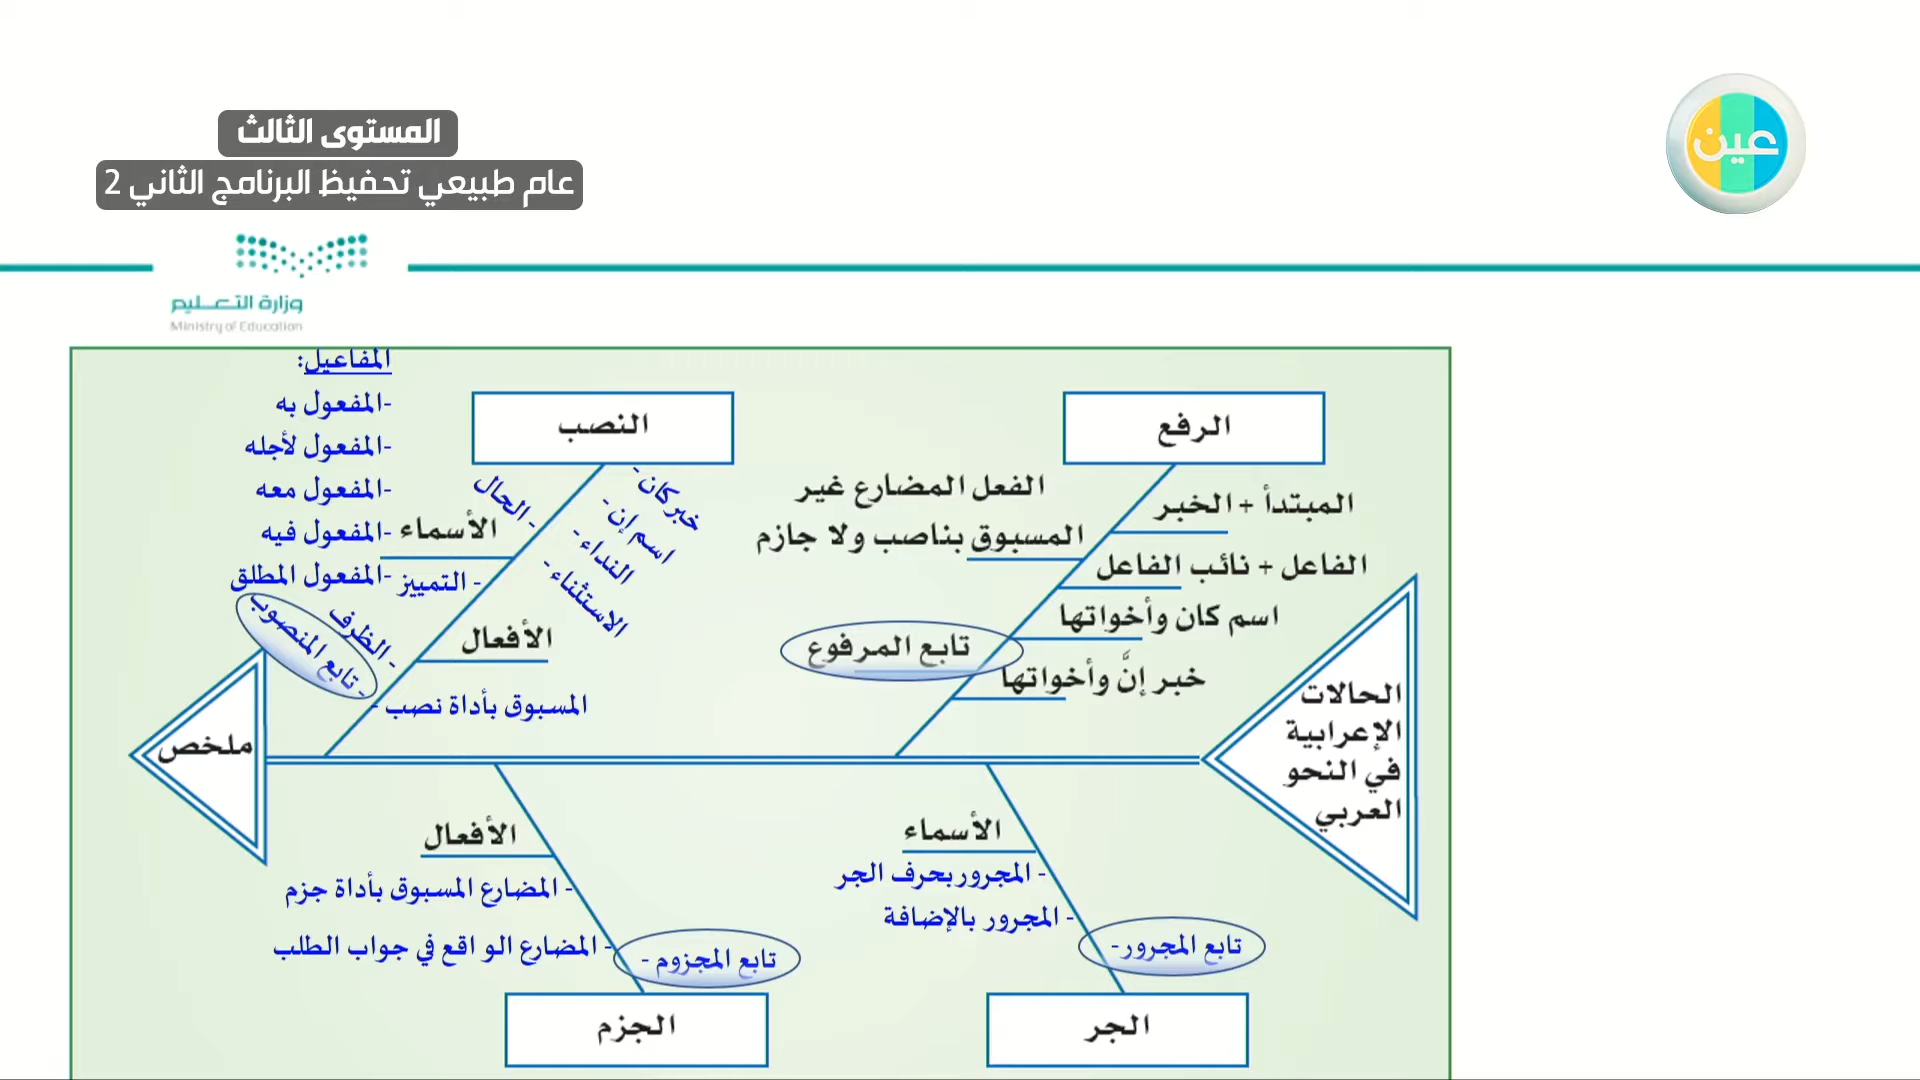 المستوى الثالث
عام طبيعي تحفيظ البرنامج الثاني 2
عين
وزارة التعليم
Ministry of Education
الحالات
الإعرابية
في النحو
العربي
الرفع
المبتدأ + الخبر
الفاعل + نائب الفاعل
اسم كان وأخواتها
خبر إنَّ وأخواتها
الفعل المضارع غير
المسبوق بناصب ولا جازم
تابع المرفوع
النصب
- خبر كان
- اسم إن
- النداء
- الاستثناء
- الحال
الأسماء
- التمييز
المفاعيل:
-المفعول به
-المفعول لأجله
-المفعول معه
-المفعول فيه
-المفعول المطلق
- الظرف
- تابع المنصوب
الأفعال
المسبوق بأداة نصب -
ملخص
الأسماء
- المجرور بحرف الجر
- المجرور بالإضافة
تابع المجرور-
الجر
الأفعال
- المضارع المسبوق بأداة جزم
- المضارع الواقع في جواب الطلب
تابع المجزوم -
الجزم